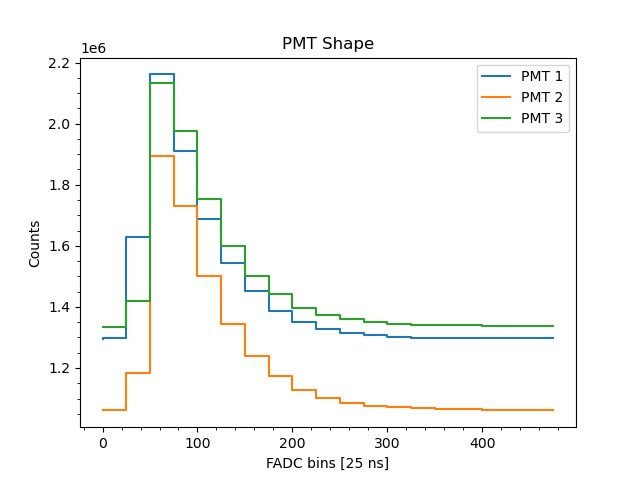 PMT Shape
1e6
2.2
2.0
1.8
1.6
1.4
1.2
Counts
PMT 1
PMT 2
PMT 3
0 100 200 300 400
FADC bins [25 ns]